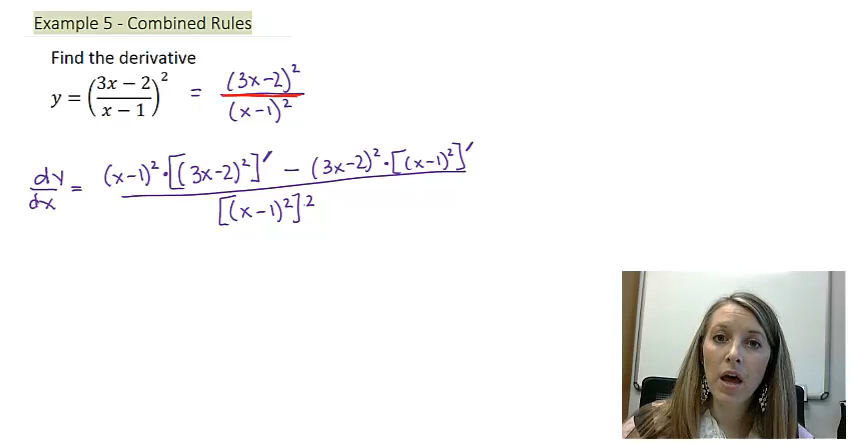 Example 5 - Combined Rules
Find the derivative
y = ((3x − 2)/(x − 1))² = (3x-2)²/(x-1)²
dy/dx = ((x-1)² • [(3x-2)²]′ - (3x-2)² • [(x-1)²]′)/[(x-1)²]²